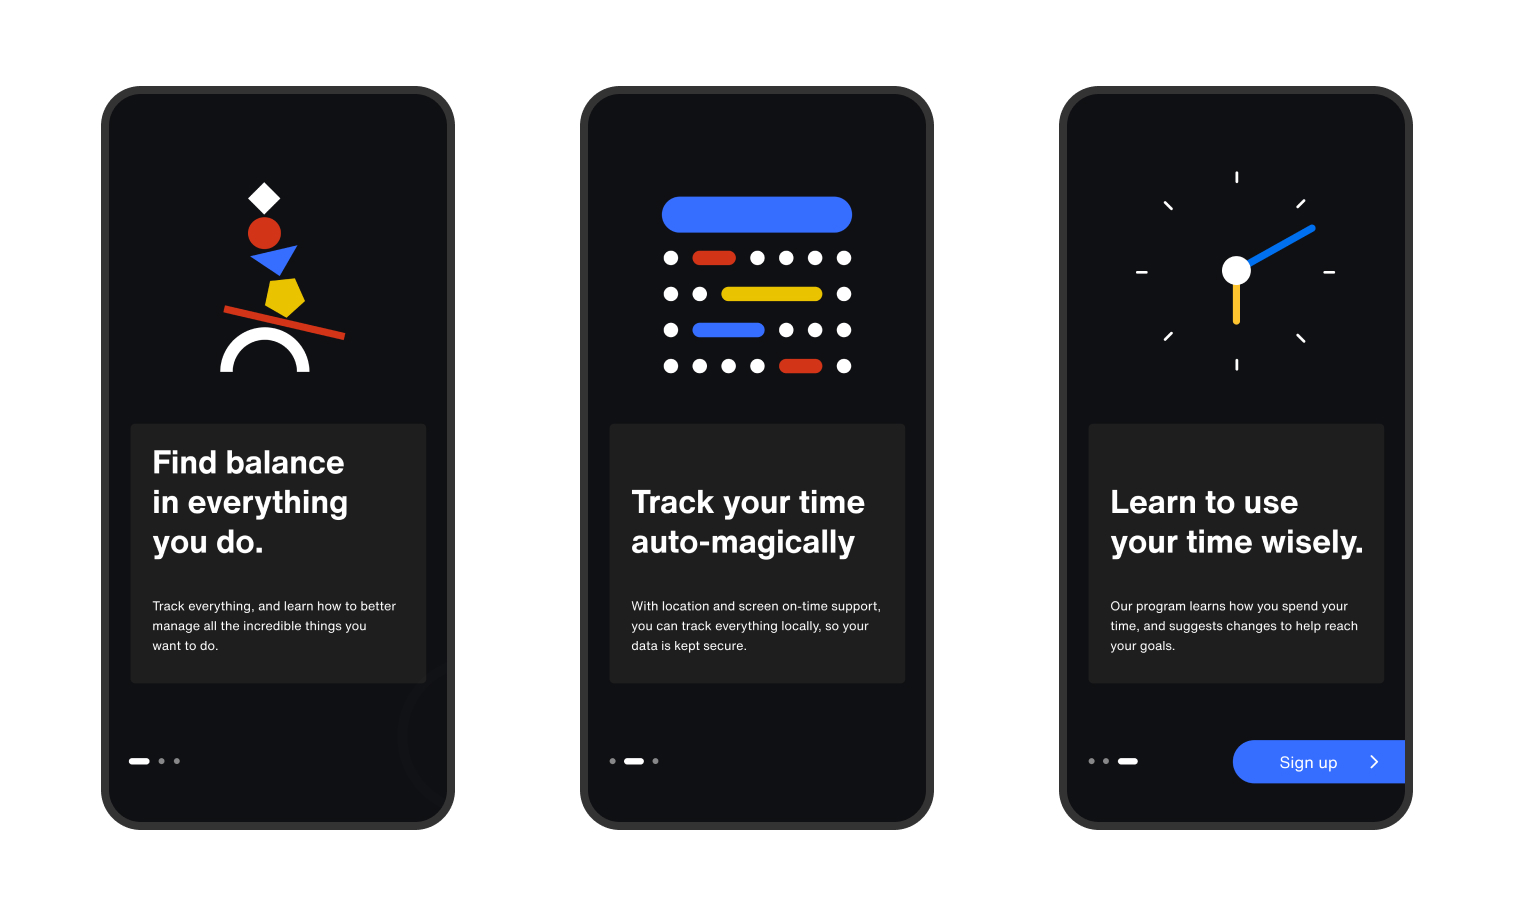 Find balance
in everything
you do.
Track everything, and learn how to better
manage all the incredible things you
want to do.
Track your time
auto-magically
With location and screen on-time support,
you can track everything locally, so your
data is kept secure.
Learn to use
your time wisely.
Our program learns how you spend your
time, and suggests changes to help reach
your goals.
Sign up